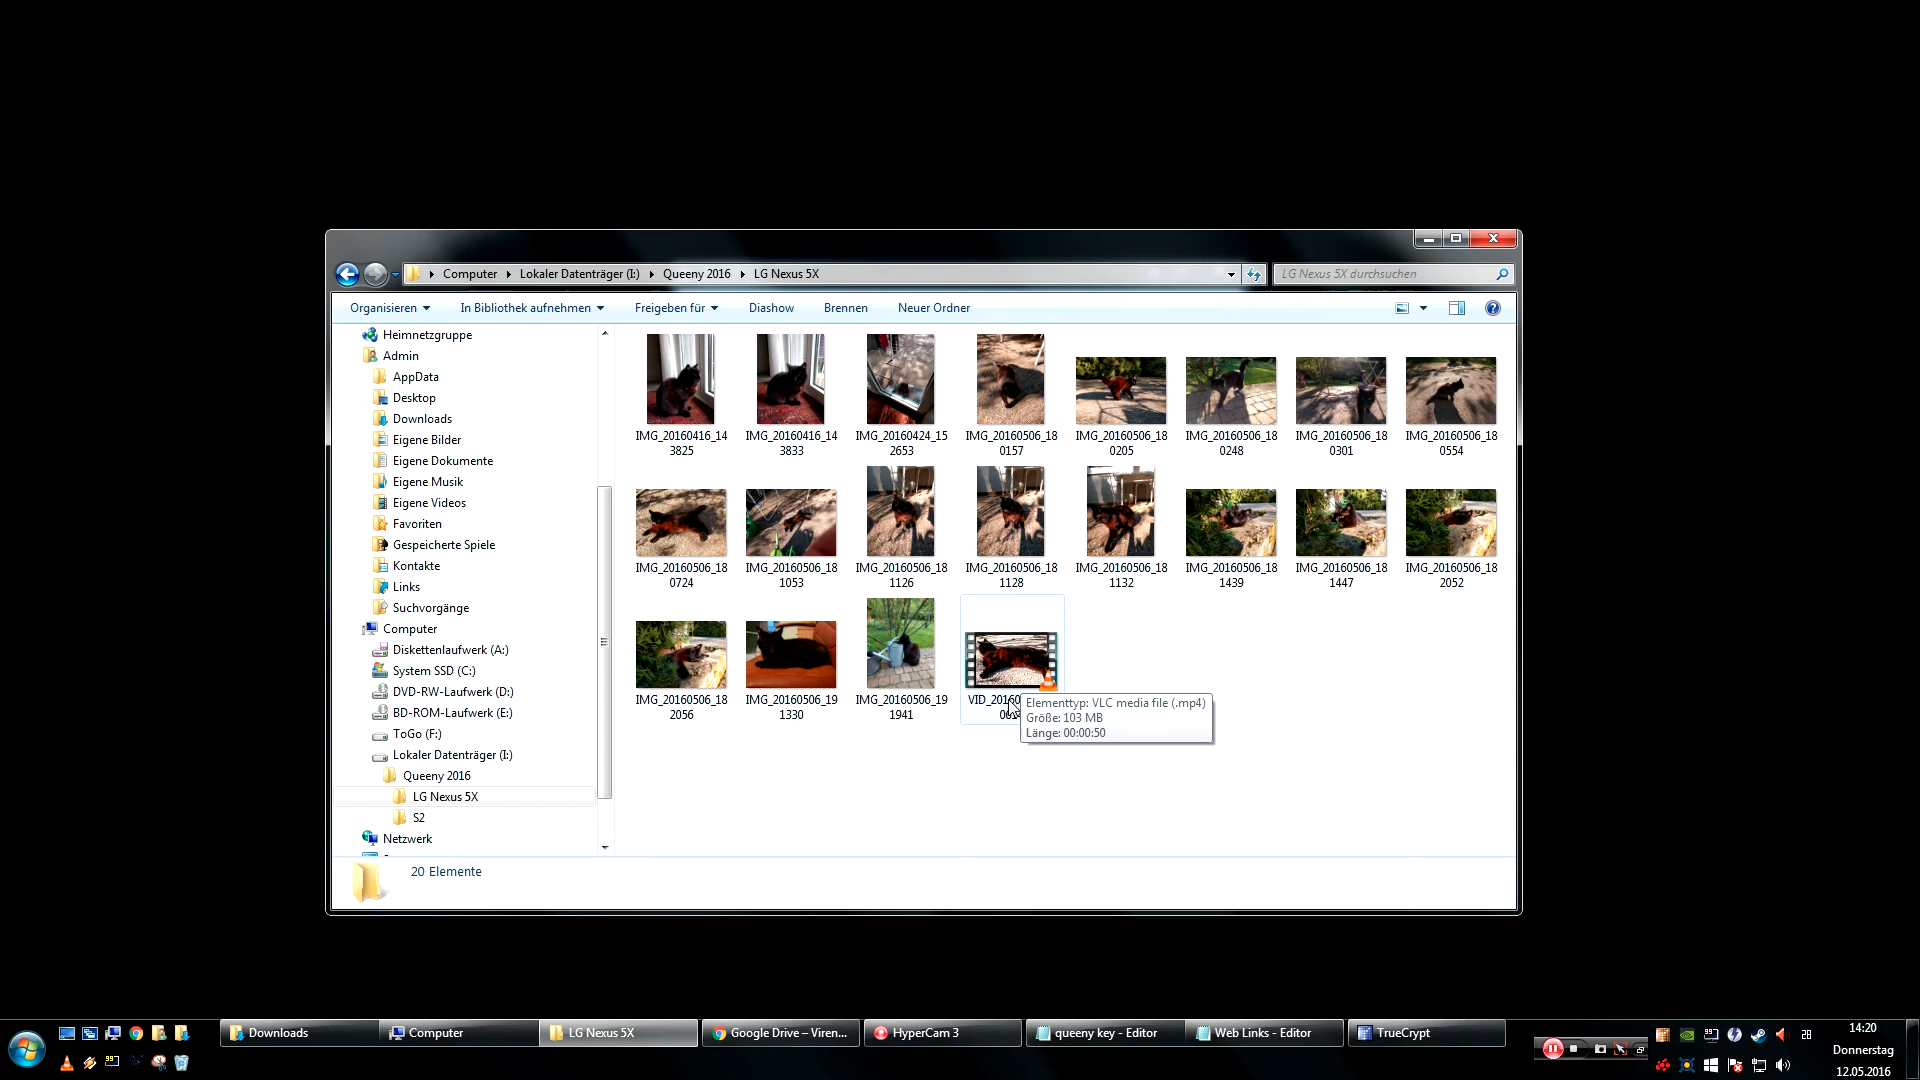 Computer
Lokaler Datenträger (I:)
Queeny 2016
LG Nexus 5X
LG Nexus 5X durchsuchen
Organisieren
In Bibliothek aufnehmen
Freigeben für
Diashow
Brennen
Neuer Ordner
Heimnetzgruppe
Admin
AppData
Desktop
Downloads
Eigene Bilder
Eigene Dokumente
Eigene Musik
Eigene Videos
Favoriten
Gespeicherte Spiele
Kontakte
Links
Suchvorgänge
Computer
Diskettenlaufwerk (A:)
System SSD (C:)
DVD-RW-Laufwerk (D:)
BD-ROM-Laufwerk (E:)
ToGo (F:)
Lokaler Datenträger (I:)
Queeny 2016
LG Nexus 5X
S2
Netzwerk
IMG_20160416_14
3825
IMG_20160416_14
3833
IMG_20160424_15
2653
IMG_20160506_18
0157
IMG_20160506_18
0205
IMG_20160506_18
0248
IMG_20160506_18
0301
IMG_20160506_18
0554
IMG_20160506_18
0724
IMG_20160506_18
1053
IMG_20160506_18
1126
IMG_20160506_18
1128
IMG_20160506_18
1132
IMG_20160506_18
1439
IMG_20160506_18
1447
IMG_20160506_18
2052
IMG_20160506_18
2056
IMG_20160506_19
1330
IMG_20160506_19
1941
Elementtyp: VLC media file (.mp4)
Größe: 103 MB
Länge: 00:00:50
20 Elemente
Downloads
Computer
LG Nexus 5X
Google Drive – Viren...
HyperCam 3
queeny key - Editor
Web Links - Editor
TrueCrypt
28
14:20
Donnerstag
12.05.2016